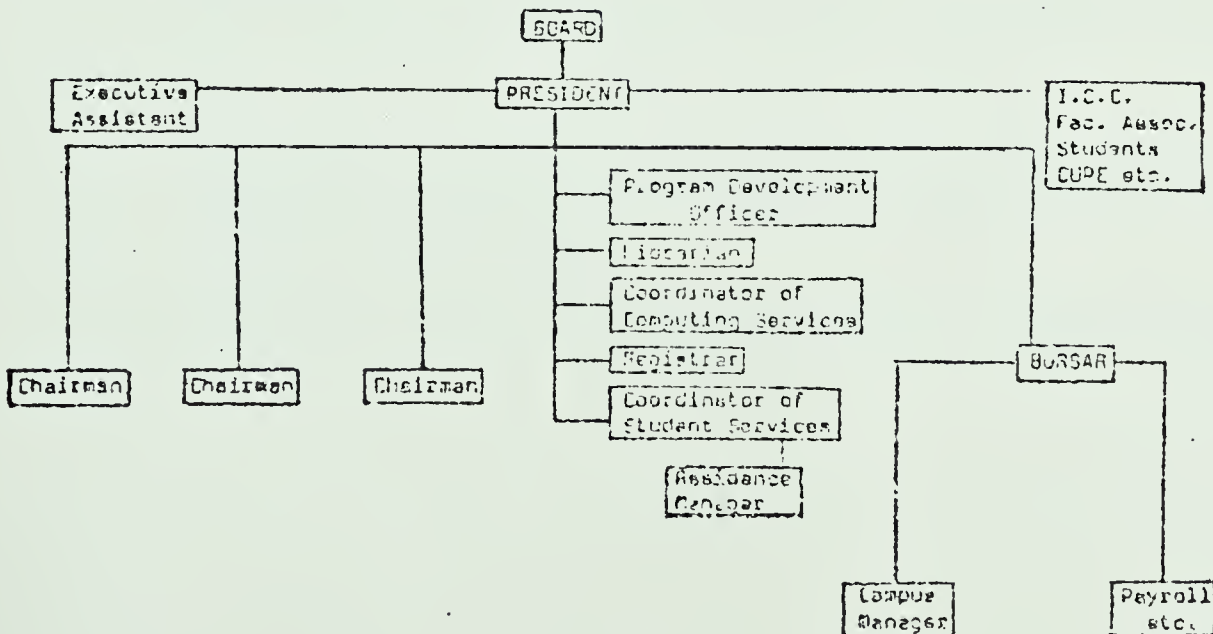 BOARD
PRESIDENT
Executive
Assistant
I.C.C.
Fac. Assoc.
Students
CUPE etc.
Program Development
Officer
Librarian
Coordinator of
Computing Services
Registrar
Coordinator of
Student Services
Residence
Manager
Chairman
Chairman
Chairman
BURSAR
Campus
Manager
Payroll
etc.